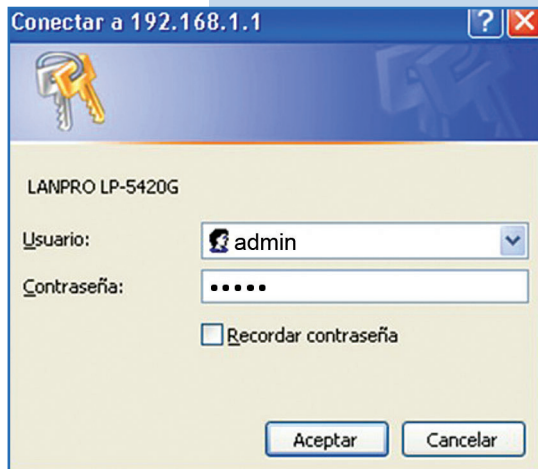 Conectar a 192.168.1.1
LANPRO LP-5420G
Usuario: admin
Contraseña: •••••
Recordar contraseña
Aceptar Cancelar